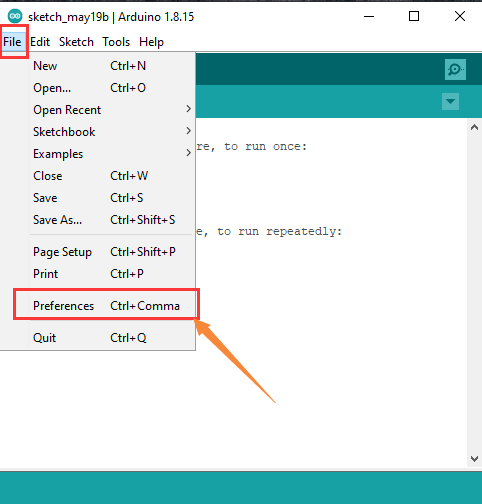 sketch_may19b | Arduino 1.8.15
File Edit Sketch Tools Help
New Ctrl+N
Open... Ctrl+O
Open Recent
Sketchbook
Examples
re, to run once:
Close Ctrl+W
Save Ctrl+S
Save As... Ctrl+Shift+S
e, to run repeatedly:
Page Setup Ctrl+Shift+P
Print Ctrl+P
Preferences Ctrl+Comma
Quit Ctrl+Q